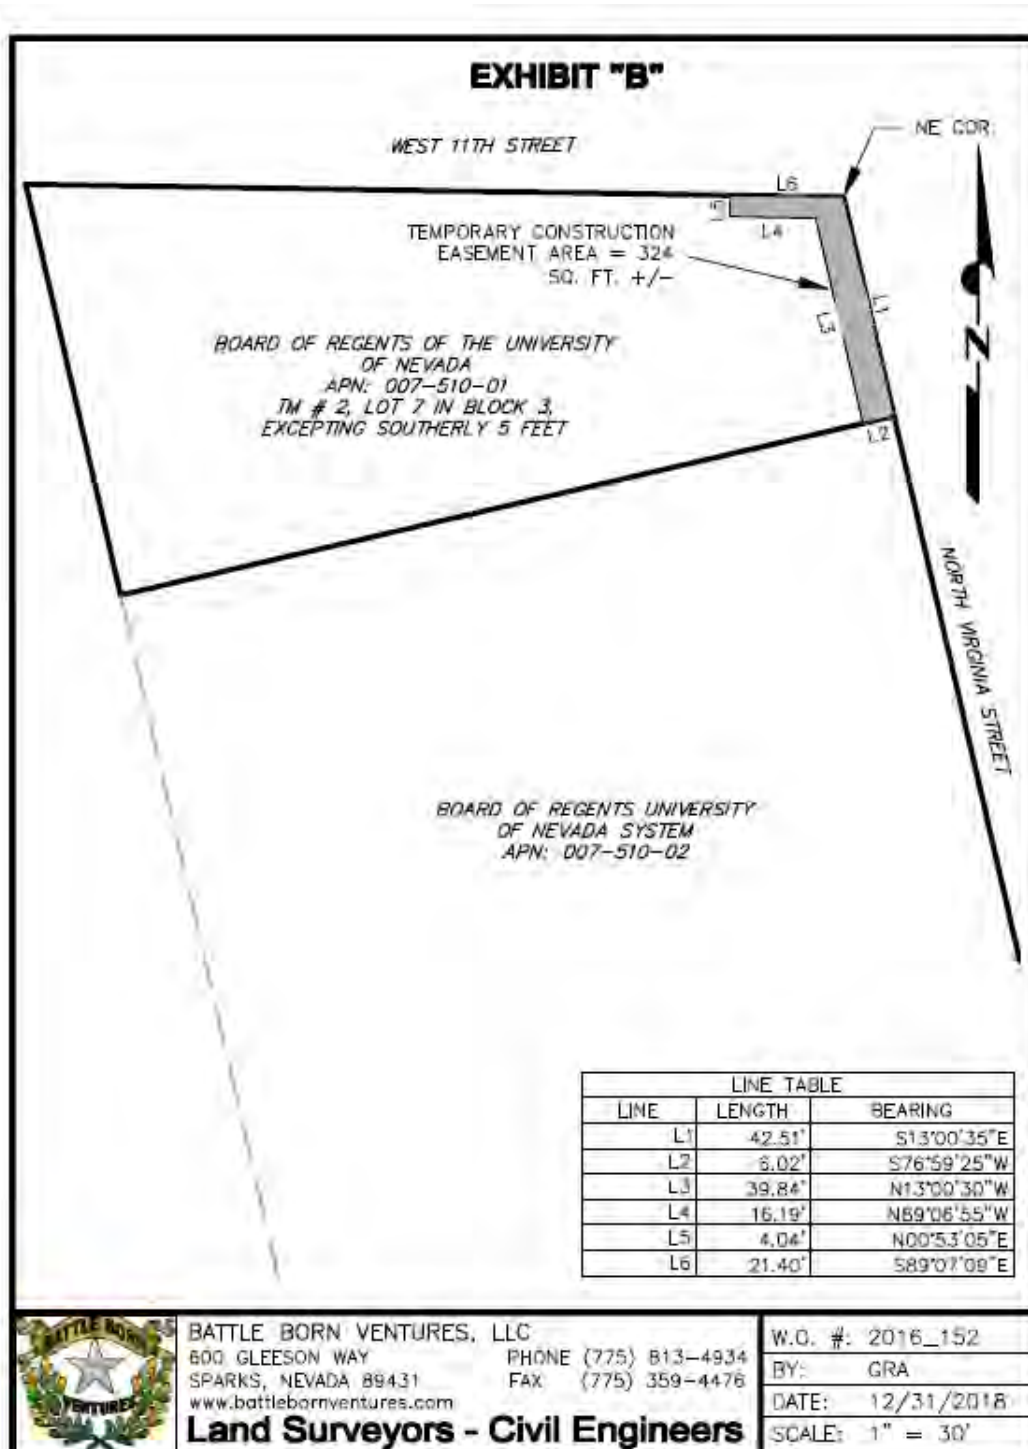 EXHIBIT "B"
WEST 11TH STREET
NE COR.
L6
L5
L4
TEMPORARY CONSTRUCTION
EASEMENT AREA = 324
SQ. FT. +/-
L1
L3
BOARD OF REGENTS OF THE UNIVERSITY
OF NEVADA
APN: 007-510-01
TM # 2, LOT 7 IN BLOCK 3,
EXCEPTING SOUTHERLY 5 FEET
L2
N
NORTH VIRGINIA STREET
BOARD OF REGENTS UNIVERSITY
OF NEVADA SYSTEM
APN: 007-510-02
LINE TABLE
LINE LENGTH BEARING
L1 42.51' S13°00'35"E
L2 6.02' S76°59'25"W
L3 39.84' N13°00'30"W
L4 16.19' N89°06'55"W
L5 4.04' N00°53'05"E
L6 21.40' S89°07'09"E
BATTLE BORN
VENTURES
BATTLE BORN VENTURES, LLC
600 GLEESON WAY PHONE (775) 813-4934
SPARKS, NEVADA 89431 FAX (775) 359-4476
www.battlebornventures.com
Land Surveyors - Civil Engineers
W.O. #: 2016_152
BY: GRA
DATE: 12/31/2018
SCALE: 1" = 30'